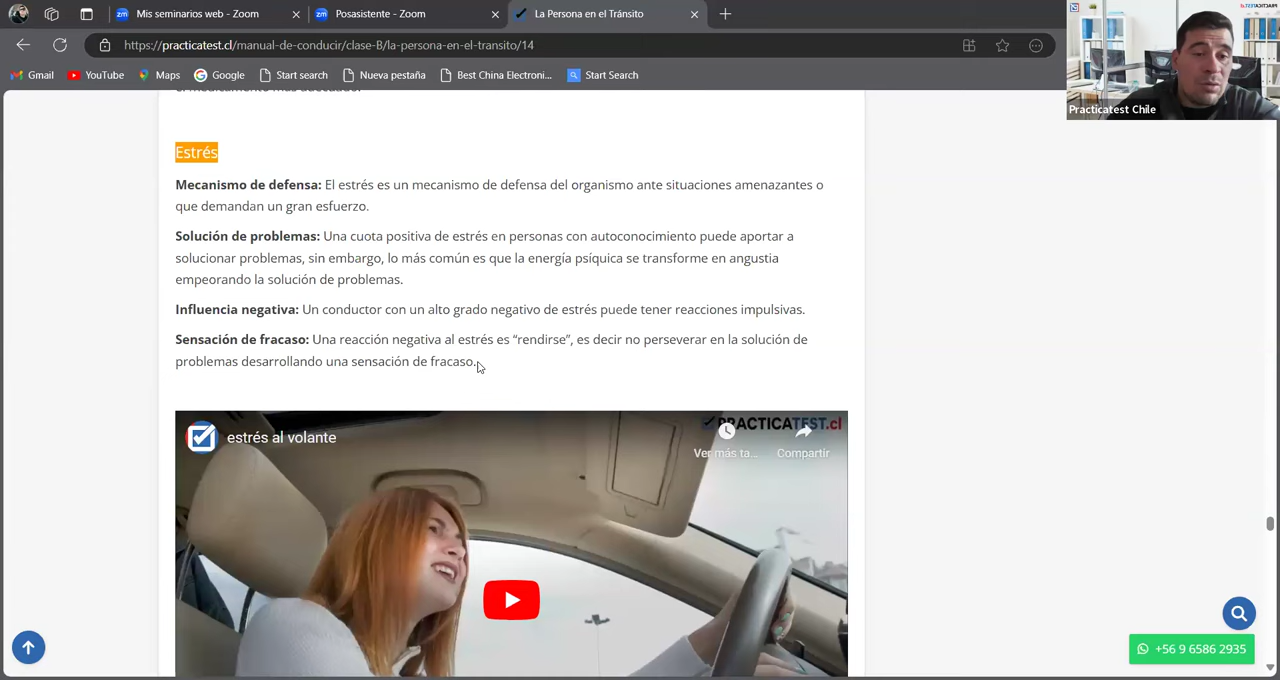 Mis seminarios web - Zoom
Posasistente - Zoom
La Persona en el Tránsito
https://practicatest.cl/manual-de-conducir/clase-B/la-persona-en-el-transito/14
Gmail
YouTube
Maps
Google
Start search
Nueva pestaña
Best China Electroni...
Start Search
Practicatest Chile
el medicamento más adecuado.
Estrés
Mecanismo de defensa: El estrés es un mecanismo de defensa del organismo ante situaciones amenazantes o
que demandan un gran esfuerzo.
Solución de problemas: Una cuota positiva de estrés en personas con autoconocimiento puede aportar a
solucionar problemas, sin embargo, lo más común es que la energía psíquica se transforme en angustia
empeorando la solución de problemas.
Influencia negativa: Un conductor con un alto grado negativo de estrés puede tener reacciones impulsivas.
Sensación de fracaso: Una reacción negativa al estrés es “rendirse”, es decir no perseverar en la solución de
problemas desarrollando una sensación de fracaso.
PRACTICATEST.cl
estrés al volante
Ver más ta...
Compartir
+56 9 6586 2935